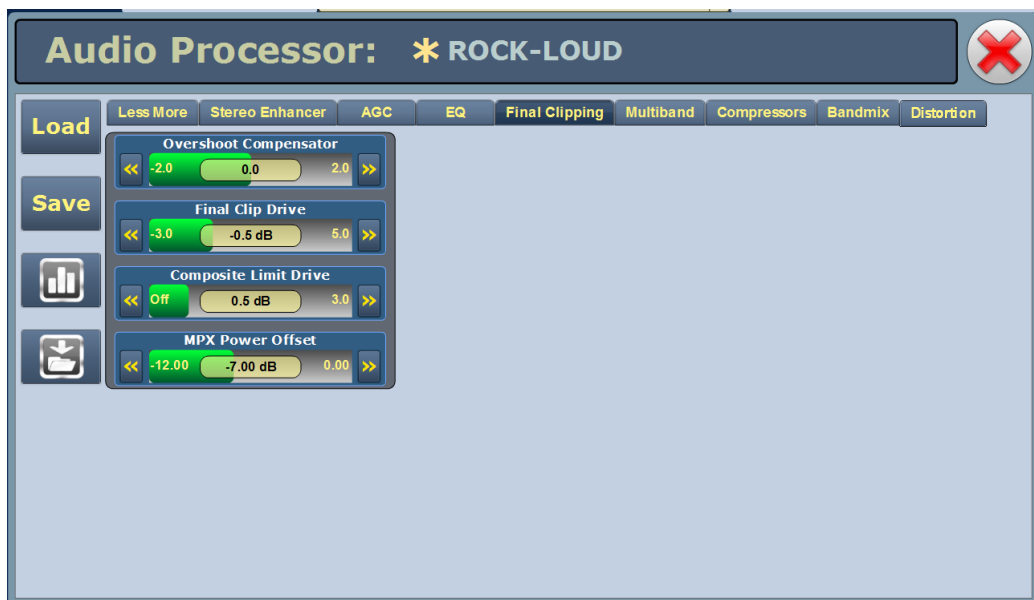 Audio Processor: * ROCK-LOUD
Load
Save
Less More Stereo Enhancer AGC EQ Final Clipping Multiband Compressors Bandmix Distortion
Overshoot Compensator
« -2.0 0.0 2.0 »
Final Clip Drive
« -3.0 -0.5 dB 5.0 »
Composite Limit Drive
« Off 0.5 dB 3.0 »
MPX Power Offset
« -12.00 -7.00 dB 0.00 »